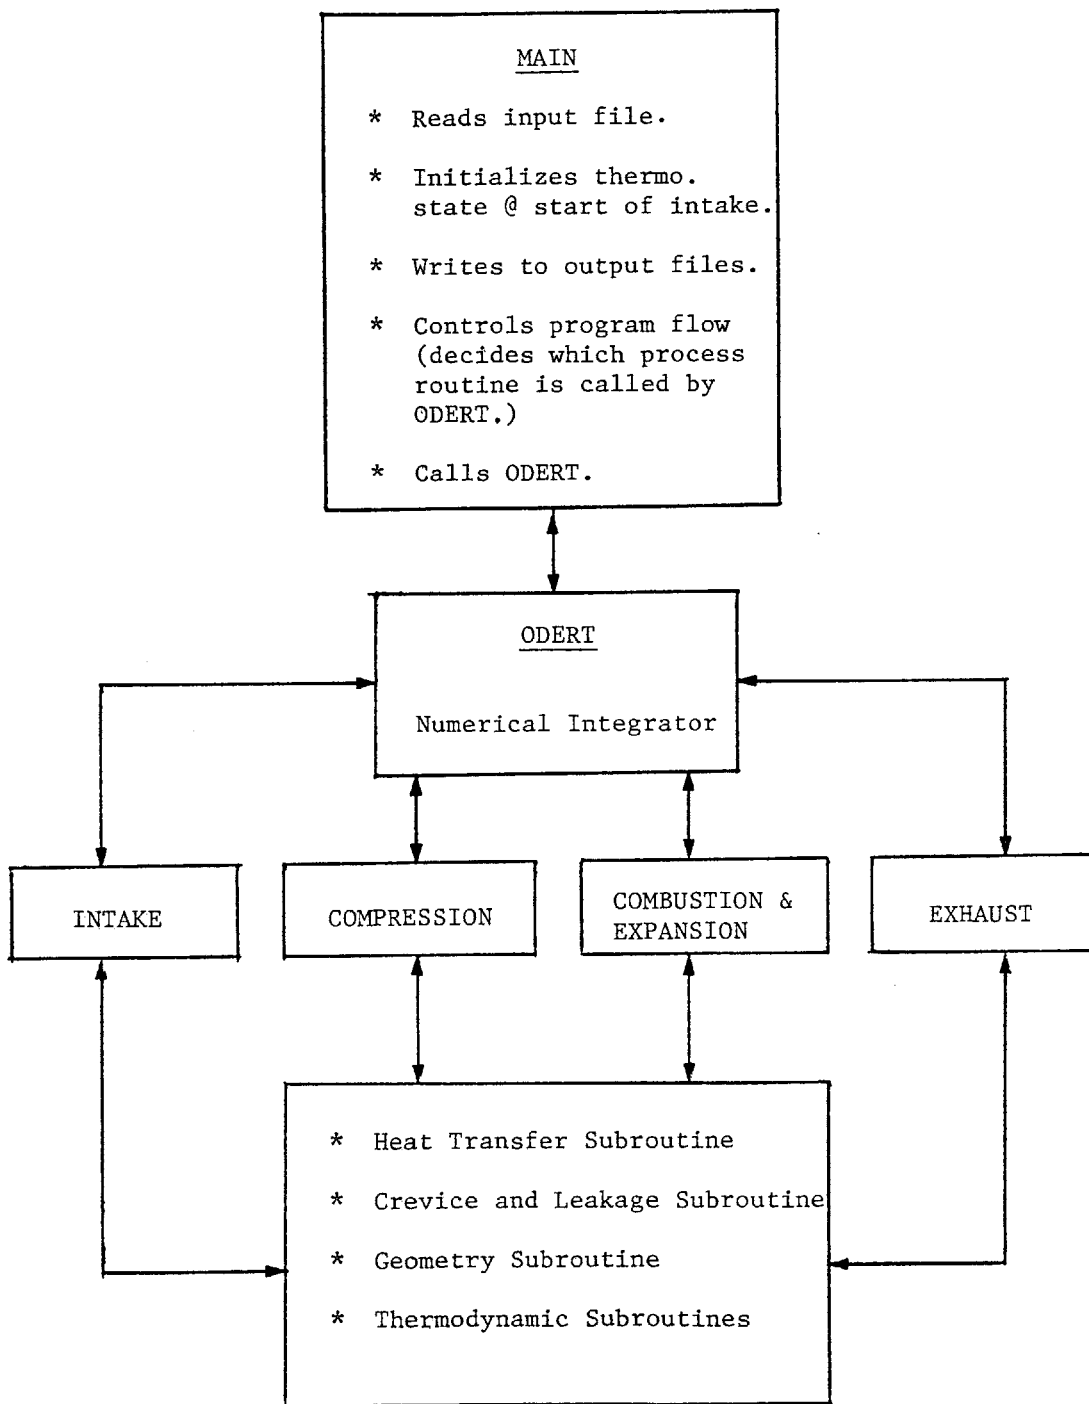 MAIN
* Reads input file.
* Initializes thermo.
state @ start of intake.
* Writes to output files.
* Controls program flow
(decides which process
routine is called by
ODERT.)
* Calls ODERT.
ODERT
Numerical Integrator
INTAKE
COMPRESSION
COMBUSTION &
EXPANSION
EXHAUST
* Heat Transfer Subroutine
* Crevice and Leakage Subroutine
* Geometry Subroutine
* Thermodynamic Subroutines